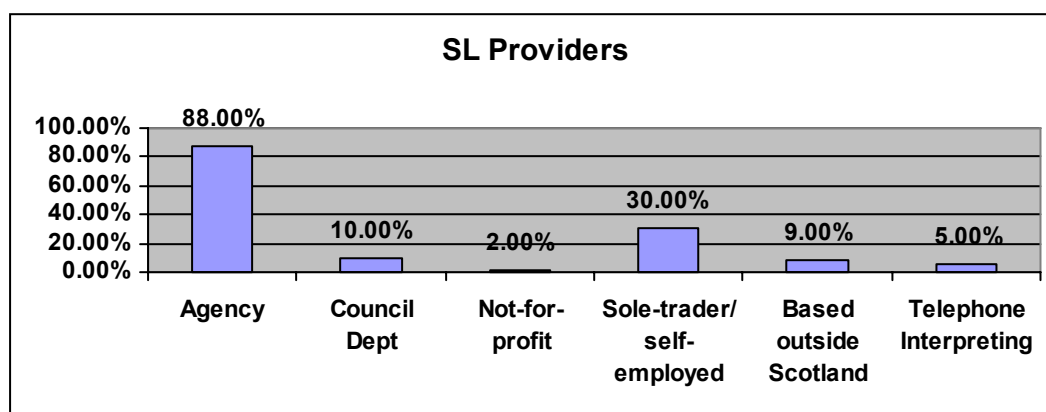 SL Providers
88.00%
10.00%
2.00%
30.00%
9.00%
5.00%
100.00%
80.00%
60.00%
40.00%
20.00%
0.00%
Agency
Council
Dept
Not-for-
profit
Sole-trader/
self-
employed
Based
outside
Scotland
Telephone
Interpreting